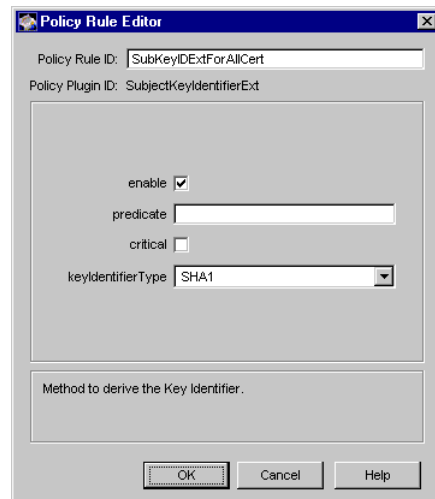 Policy Rule Editor
Policy Rule ID: SubKeyIDExtForAllCert
Policy Plugin ID: SubjectKeyIdentifierExt
enable
predicate
critical
keyIdentifierType SHA1
Method to derive the Key Identifier.
OK Cancel Help